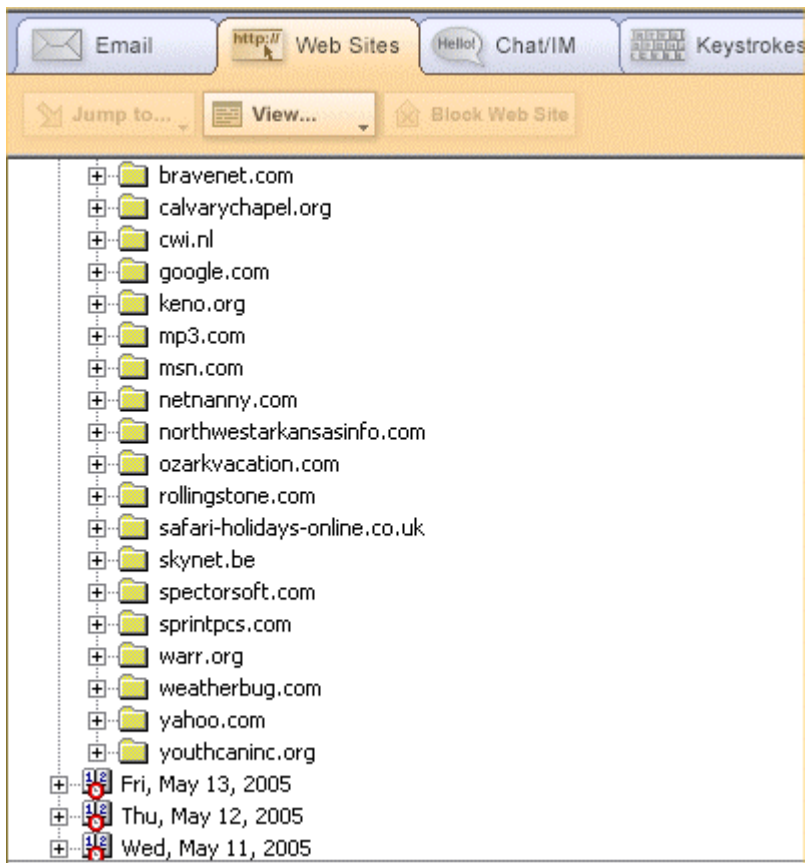 Email
http:// Web Sites
Hello! Chat/IM
Keystrokes
Jump to...
View...
Block Web Site
bravenet.com
calvarychapel.org
cwi.nl
google.com
keno.org
mp3.com
msn.com
netnanny.com
northwestarkansasinfo.com
ozarkvacation.com
rollingstone.com
safari-holidays-online.co.uk
skynet.be
spectorsoft.com
sprintpcs.com
warr.org
weatherbug.com
yahoo.com
youthcaninc.org
12 Fri, May 13, 2005
12 Thu, May 12, 2005
12 Wed, May 11, 2005